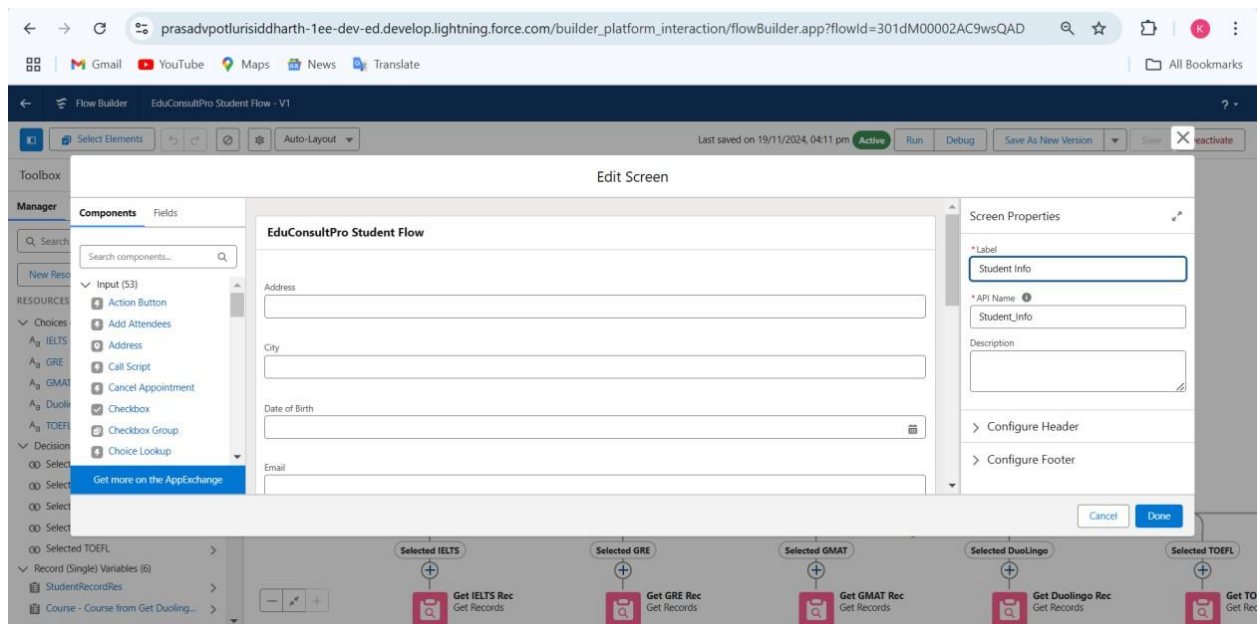 prasadvpotlurisiddharth-1ee-dev-ed.develop.lightning.force.com/builder_platform_interaction/flowBuilder.app?flowId=301dM00002AC9wsQAD
K
Gmail YouTube Maps News Translate All Bookmarks
Flow Builder EduConsultPro Student Flow - V1 ?
Select Elements Auto-Layout Last saved on 19/11/2024, 04:11 pm Active Run Debug Save As New Version Save eactivate
Toolbox
Edit Screen
Manager
Components Fields
EduConsultPro Student Flow
Screen Properties
Search
Search components...
* Label
Student Info
New Reso
Input (53)
Address
RESOURCES
Action Button
* API Name
Choices
Add Attendees
Student_Info
IELTS
Address
City
Description
GRE
Call Script
GMAT
Cancel Appointment
Duolin
Checkbox
Date of Birth
TOEFL
Checkbox Group
Configure Header
Decision
Choice Lookup
Configure Footer
Select
Email
Select
Get more on the AppExchange
Select
Select
Cancel Done
Selected TOEFL
Selected IELTS Selected GRE Selected GMAT Selected DuoLingo Selected TOEFL
Record (Single) Variables (6)
StudentRecordRes
Get IELTS Rec Get GRE Rec Get GMAT Rec Get Duolingo Rec Get TO
Course - Course from Get Duoling...
Get Records Get Records Get Records Get Records Get Rec